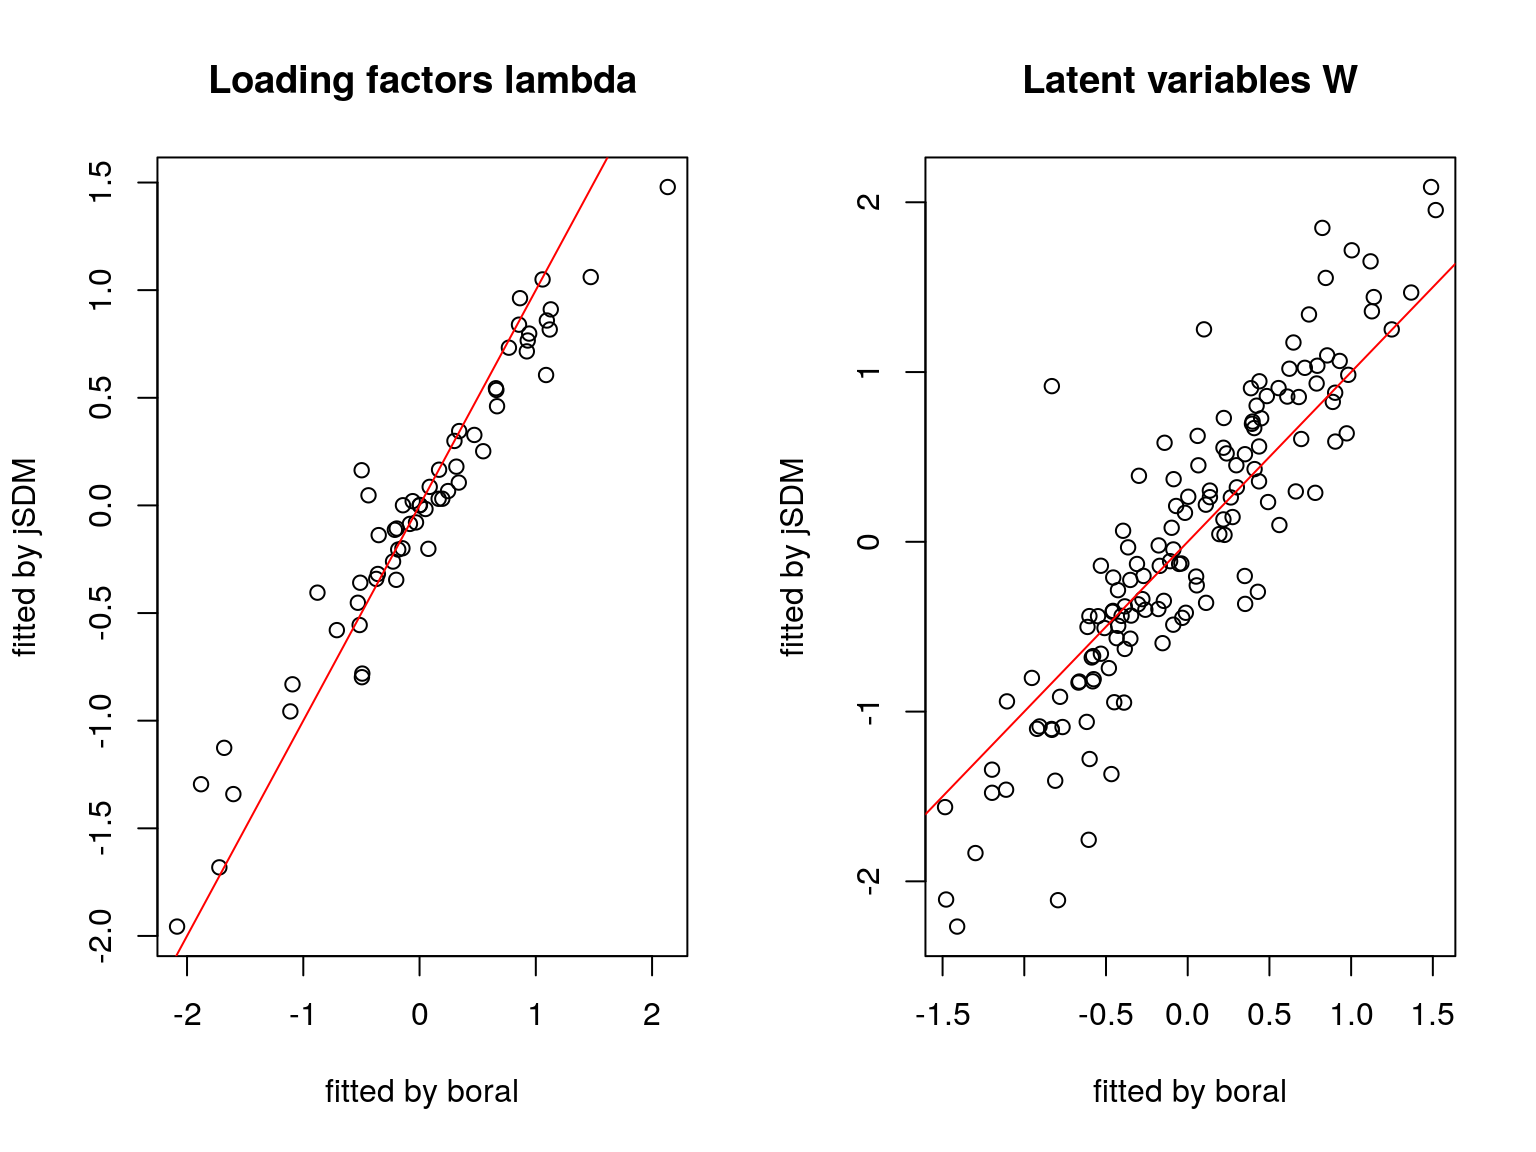 Loading factors lambda
fitted by jSDM
1.5
1.0
0.5
0.0
-0.5
-1.0
-1.5
-2.0
-2 -1 0 1 2
fitted by boral
Latent variables W
fitted by jSDM
2
1
0
-1
-2
-1.5 -0.5 0.0 0.5 1.0 1.5
fitted by boral